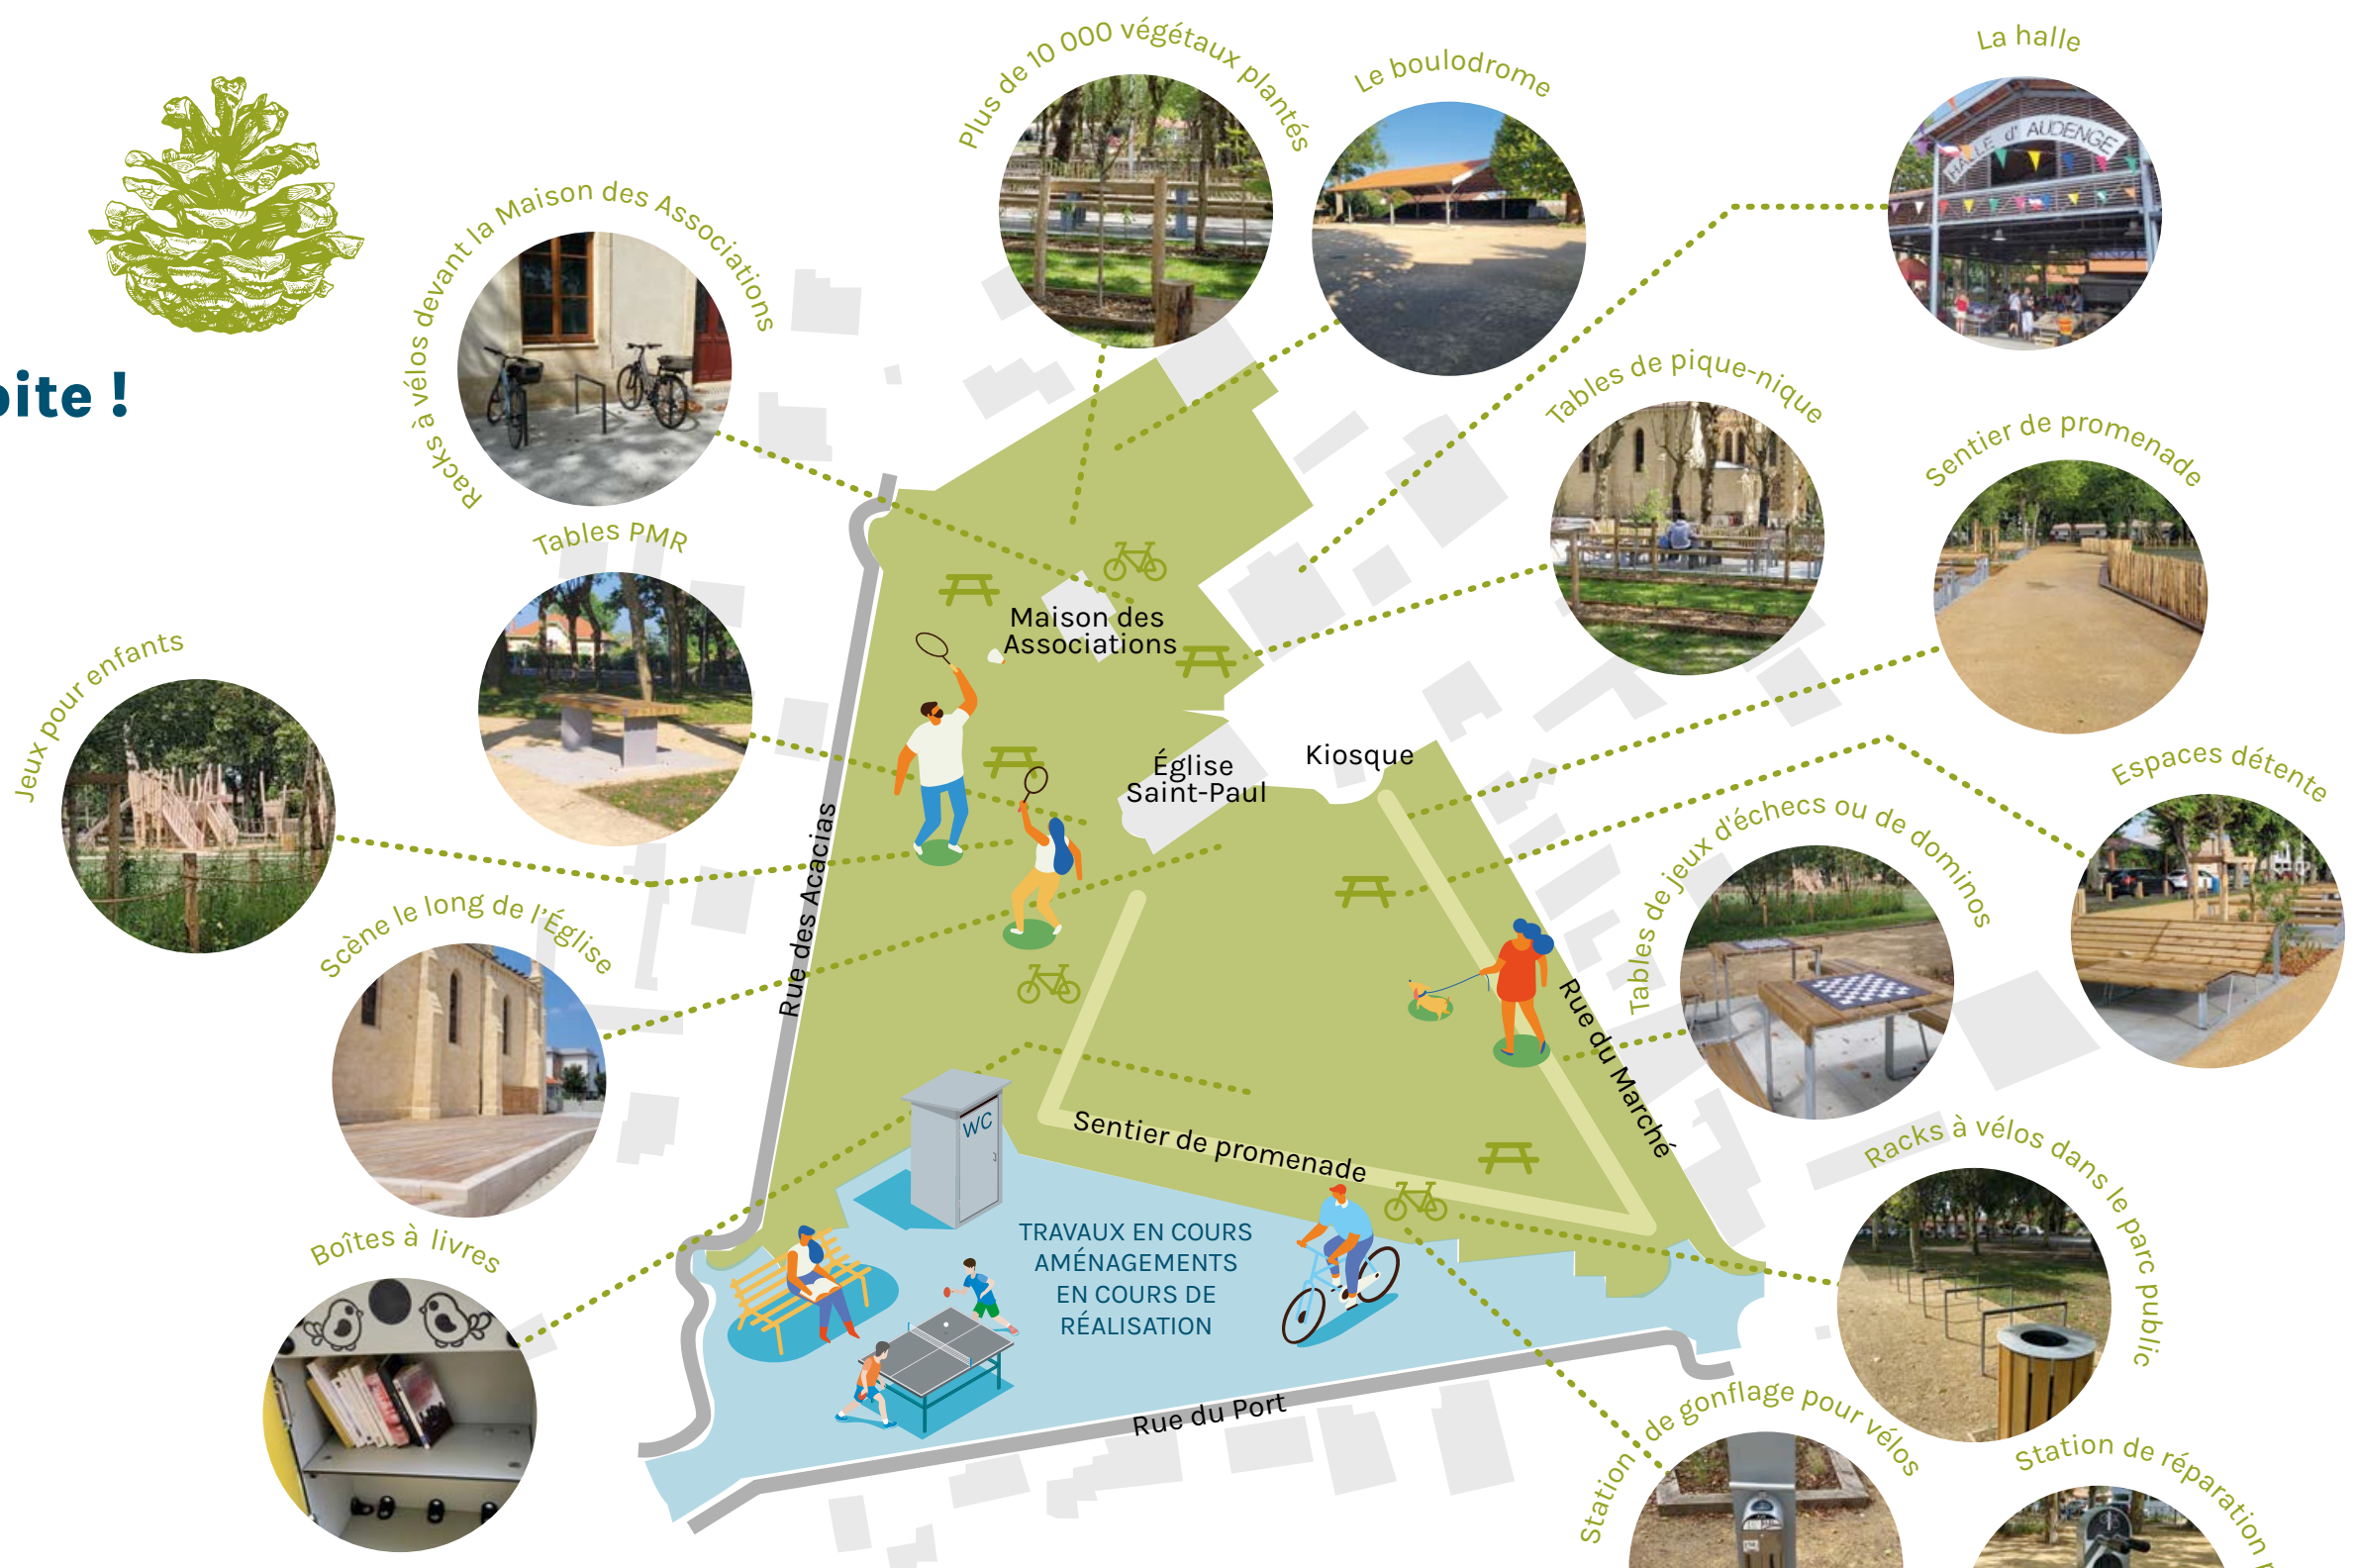 Plus de 10 000 végétaux plantés
Le boulodrome
La halle
HALLE d'AUDENGE
Racks à vélos devant la Maison des Associations
Tables de pique-nique
Sentier de promenade
Tables PMR
Maison des
Associations
Jeux pour enfants
Église
Saint-Paul
Kiosque
Espaces détente
Tables de jeux d'échecs ou de dominos
Rue des Acacias
Scène le long de l'Église
Rue du Marché
WC
Sentier de promenade
Racks à vélos dans le parc public
Boîtes à livres
TRAVAUX EN COURS
AMÉNAGEMENTS
EN COURS DE
RÉALISATION
Rue du Port
Station de gonflage pour vélos
Station de réparation